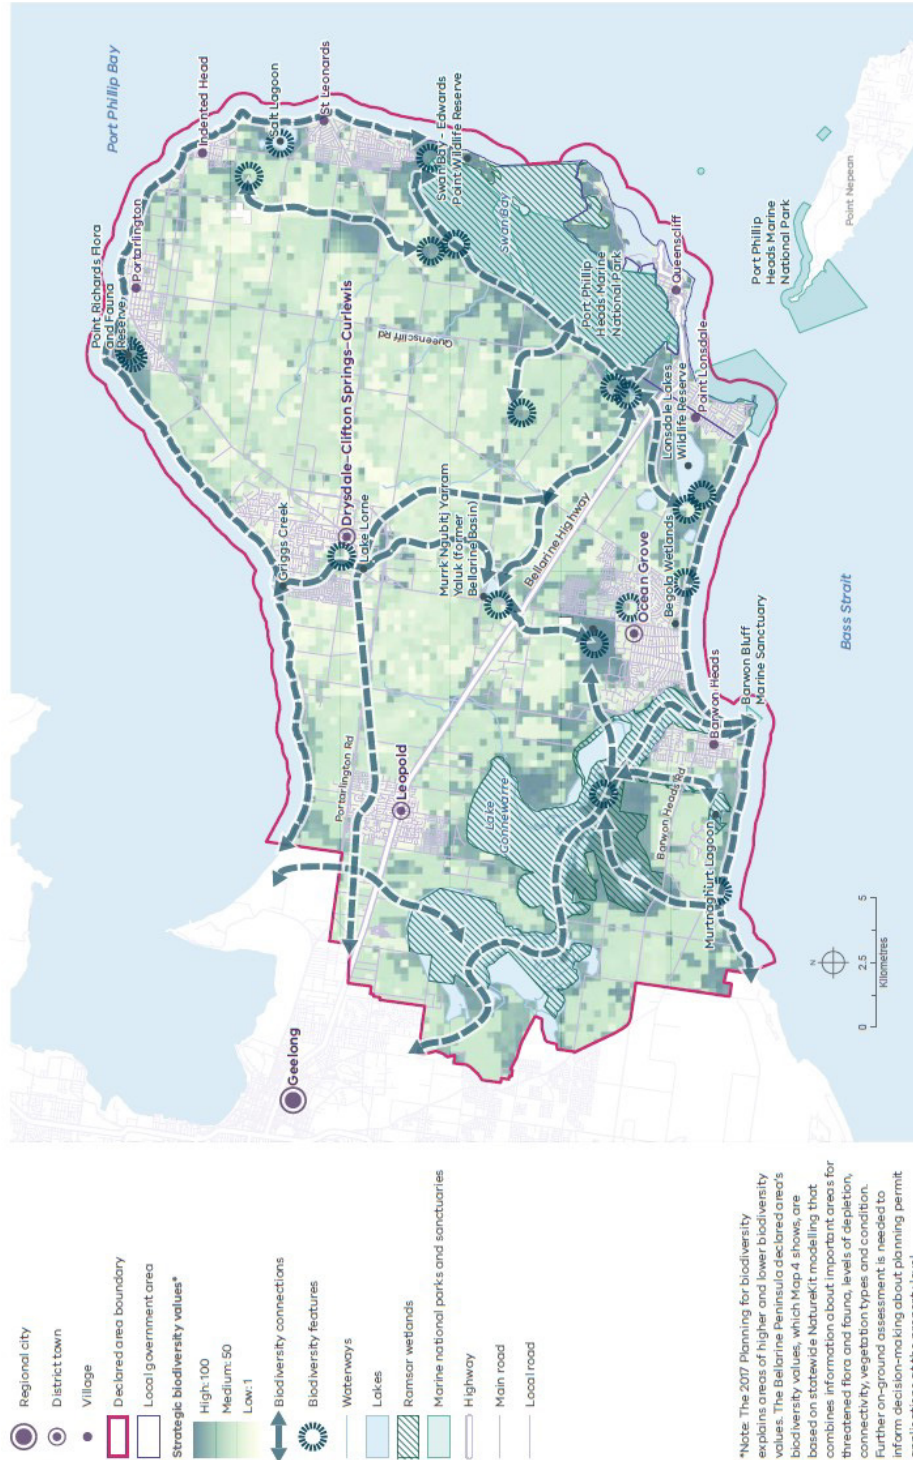 Regional city
District town
Village
Declared area boundary
Local government area
Strategic biodiversity values*
High: 100
Medium: 50
Low: 1
Biodiversity connections
Biodiversity features
Waterways
Lakes
Ramsar wetlands
Marine national parks and sanctuaries
Highway
Main road
Local road
*Note: The 2017 Planning for biodiversity
explains areas of higher and lower biodiversity
values. The Bellarine Peninsula declared area's
biodiversity values, which Map 4 shows, are
based on statewide NatureKit modelling that
combines information about important areas for
threatened flora and fauna, levels of depletion,
connectivity, vegetation types and condition.
Further on-ground assessment is needed to
inform decision-making about planning permit
Port Phillip Bay
Point Richards Flora
and Fauna
Reserve
Portarlington
Indented Head
Salt Lagoon
St Leonards
Swan Bay - Edwards
Point Wildlife Reserve
Swan Bay
Griggs Creek
Drysdale–Clifton Springs–Curlewis
Lake Lorne
Queenscliff Rd
Murrk Ngubitj Yarram
Yaluk (former
Bellarine Basin)
Bellarine Highway
Port Phillip
Heads Marine
National Park
Queenscliff
Port Phillip
Heads Marine
National Park
Point Nepean
Lonsdale Lakes
Wildlife Reserve
Point Lonsdale
Geelong
Portarlington Rd
Leopold
Lake
Connewarre
Ocean Grove
Begola Wetlands
Barwon Heads
Barwon Heads Rd
Barwon Bluff
Marine Sanctuary
Murtnaghurt Lagoon
Bass Strait
N
0
2.5
5
Kilometres